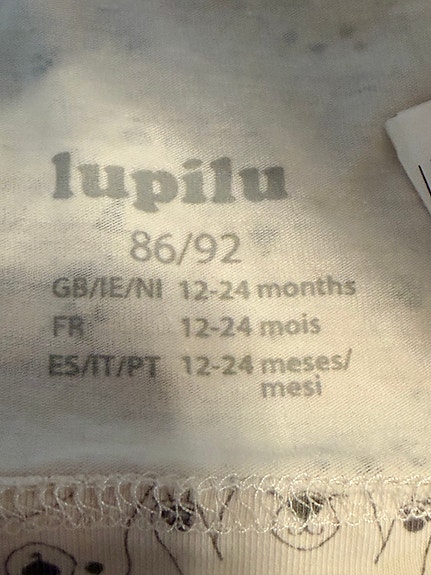 lupilu
86/92
GB/IE/NI 12-24 months
FR 12-24 mois
ES/IT/PT 12-24 meses/
mesi